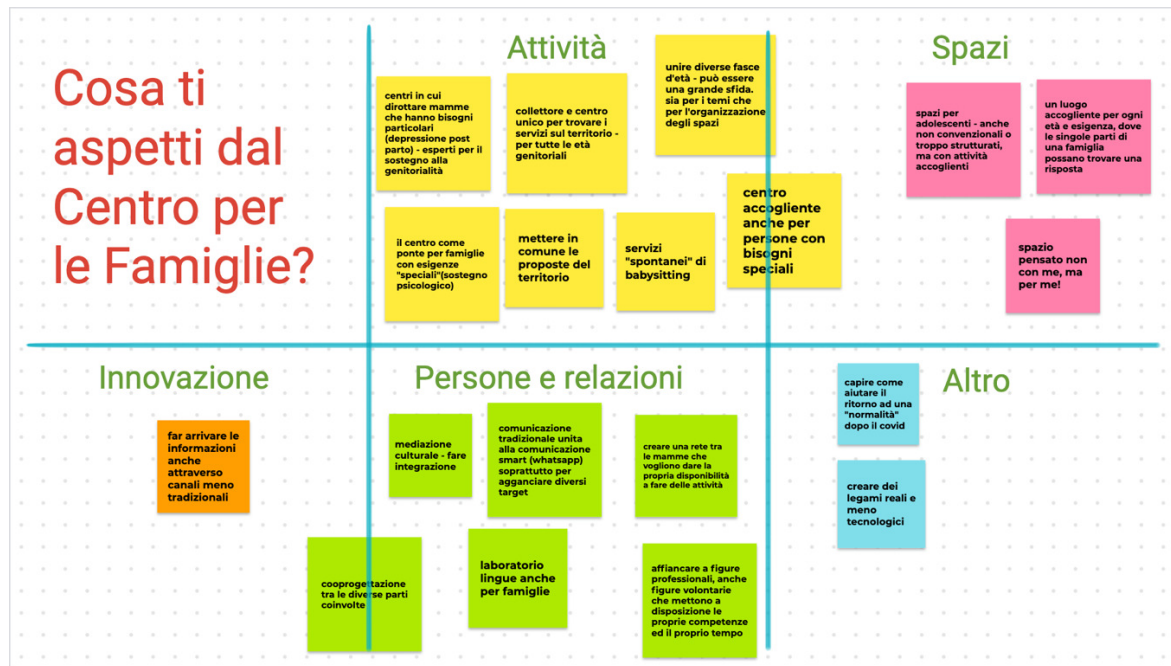 Cosa ti
aspetti dal
Centro per
le Famiglie?
Attività
centri in cui
dirottare mamme
che hanno bisogni
particolari
(depressione post
parto) - esperti per il
sostegno alla
genitorialità
collettore e centro
unico per trovare i
servizi sul territorio -
per tutte le età
genitoriali
unire diverse fasce
d'età - può essere
una grande sfida.
sia per i temi che
per l'organizzazione
degli spazi
il centro come
ponte per famiglie
con esigenze
"speciali"(sostegno
psicologico)
mettere in
comune le
proposte del
territorio
servizi
"spontanei" di
babysitting
centro
accogliente
anche per
persone con
bisogni
speciali
Spazi
spazi per
adolescenti - anche
non convenzionali o
troppo strutturati,
ma con attività
accoglienti
un luogo
accogliente per ogni
età e esigenza, dove
le singole parti di
una famiglia
possano trovare una
risposta
spazio
pensato non
con me, ma
per me!
Innovazione
far arrivare le
informazioni
anche
attraverso
canali meno
tradizionali
Persone e relazioni
mediazione
culturale - fare
integrazione
comunicazione
tradizionale unita
alla comunicazione
smart (whatsapp)
soprattutto per
agganciare diversi
target
creare una rete tra
le mamme che
vogliono dare la
propria disponibilità
a fare delle attività
cooprogettazione
tra le diverse parti
coinvolte
laboratorio
lingue anche
per famiglie
affiancare a figure
professionali, anche
figure volontarie
che mettono a
disposizione le
proprie competenze
ed il proprio tempo
Altro
capire come
aiutare il
ritorno ad una
"normalità"
dopo il covid
creare dei
legami reali e
meno
tecnologici